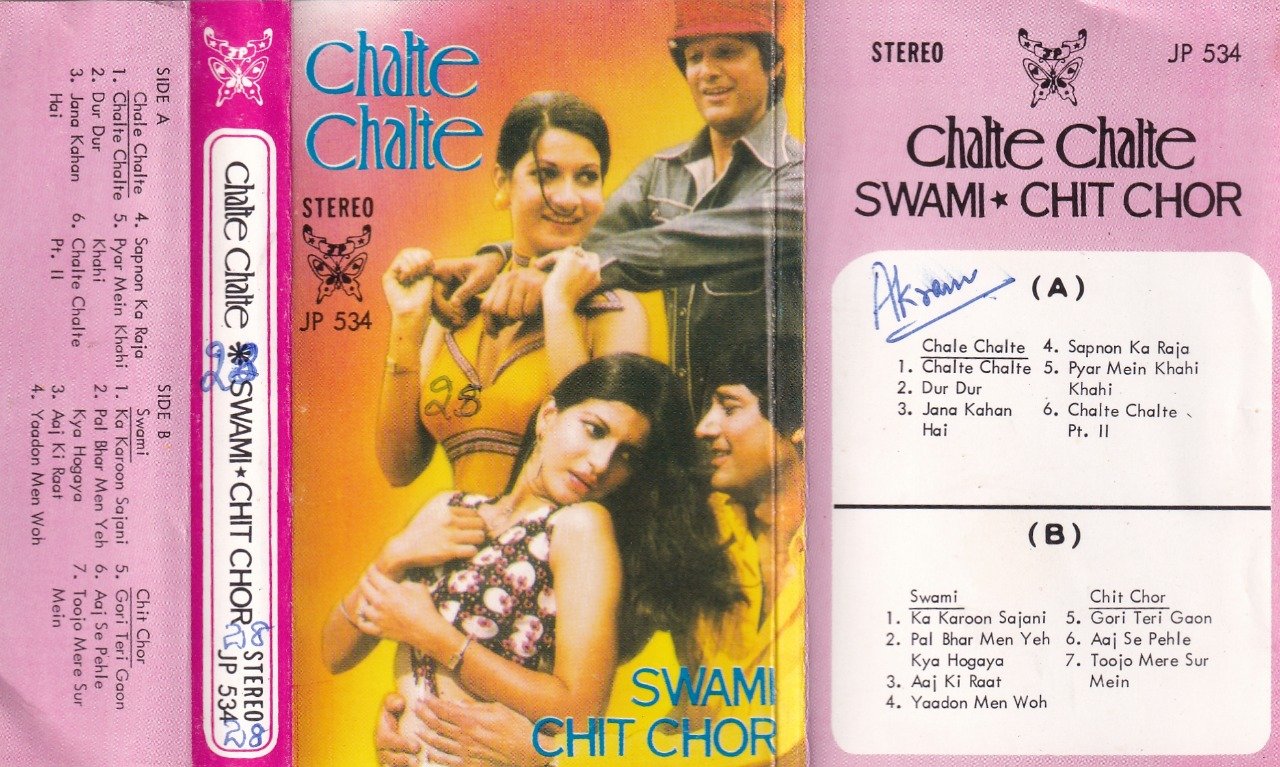 JP
SIDE A
Chale Chalte
1. Chalte Chalte
2. Dur Dur
3. Jana Kahan
Hai
4. Sapnon Ka Raja
5. Pyar Mein Khahi
Khahi
6. Chalte Chalte
Pt. II
SIDE B
Swami
1. Ka Karoon Sajani
2. Pal Bhar Men Yeh
Kya Hogaya
3. Aaj Ki Raat
4. Yaadon Men Woh
Chit Chor
5. Gori Teri Gaon
6. Aaj Se Pehle
7. Toojo Mere Sur
Mein
JP
Chalte Chalte * SWAMI ★ CHIT CHOR
STEREO
JP 534
28
Chalte
Chalte
STEREO
JP
JP 534
28
SWAMI
CHIT CHOR
STEREO
JP
JP 534
Chalte Chalte
SWAMI ★ CHIT CHOR
Akram
(A)
Chale Chalte
1. Chalte Chalte
2. Dur Dur
3. Jana Kahan
Hai
4. Sapnon Ka Raja
5. Pyar Mein Khahi
Khahi
6. Chalte Chalte
Pt. II
(B)
Swami
1. Ka Karoon Sajani
2. Pal Bhar Men Yeh
Kya Hogaya
3. Aaj Ki Raat
4. Yaadon Men Woh
Chit Chor
5. Gori Teri Gaon
6. Aaj Se Pehle
7. Toojo Mere Sur
Mein